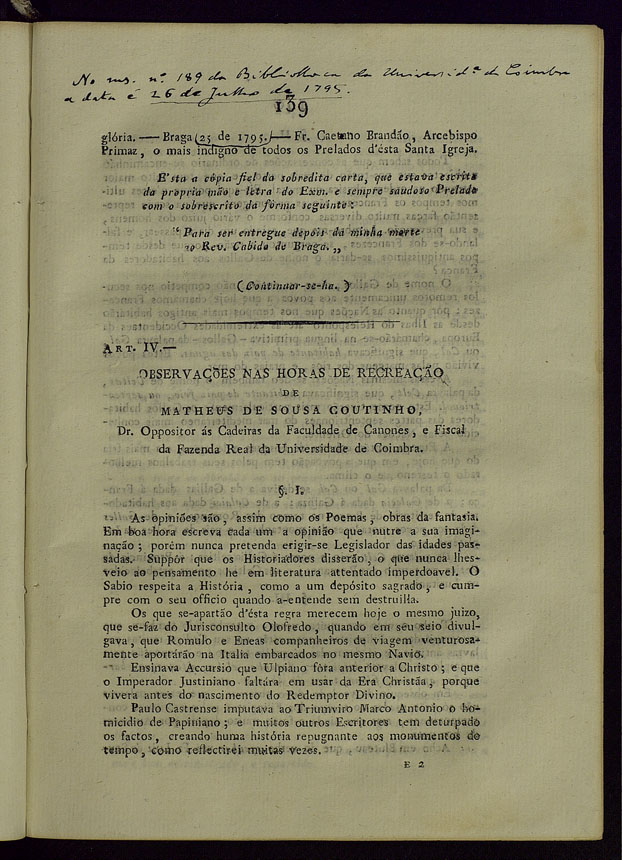 No ms. nº 189 da Bibliotheca da Universid.ª de Coimbra
a data é 26 de Julho de 1795.
139
glória. — Braga (25 de 1795.) — Fr. Caetano Brandão, Arcebispo
Primaz, o mais indigno de todos os Prelados d'ésta Santa Igreja.
E'sta a cópia fiel da sobredita carta, que estava escrita
da propria mão e letra do Exm. e sempre saudoso Prelado
com o sobrescrito da fórma seguinte:
“ Para ser entregue depois da minha morte
ao Rev. Cabido de Braga. „
(Continuar-se-ha.)
ART. IV.—
OBSERVAÇÕES NAS HORAS DE RECREAÇÃO
DE
MATHEUS DE SOUSA COUTINHO,
Dr. Oppositor ás Cadeiras da Faculdade de Canones, e Fiscal
da Fazenda Real da Universidade de Coimbra.
§. I.
As opiniões são, assim como os Poemas, obras da fantasia.
Em boa hora escreva cada um a opinião que nutre a sua imagi-
nação; porém nunca pretenda erigir-se Legislador das idades pas-
sadas. Suppôr que os Historiadores disserão, o que nunca lhes-
veio ao pensamento he em literatura attentado imperdoavel. O
Sabio respeita a História, como a um depósito sagrado, e cum-
pre com o seu officio quando a-entende sem destruila.
Os que se-apartão d'ésta regra merecem hoje o mesmo juizo,
que se-faz do Jurisconsulto Olofredo, quando em seu seio divul-
gava, que Romulo e Eneas companheiros de viagem venturosa-
mente aportárão na Italia embarcados no mesmo Navio.
Ensinava Accursio que Ulpiano fôra anterior a Christo; e que
o Imperador Justiniano faltára em usar da Era Christãa, porque
vivera antes do nascimento do Redemptor Divino.
Paulo Castrense imputava ao Triumviro Marco Antonio o ho-
micidio de Papiniano; e muitos outros Escritores tem deturpado
os factos, creando huma história repugnante aos monumentos do
tempo, como reflectirei muitas vezes.
E 2